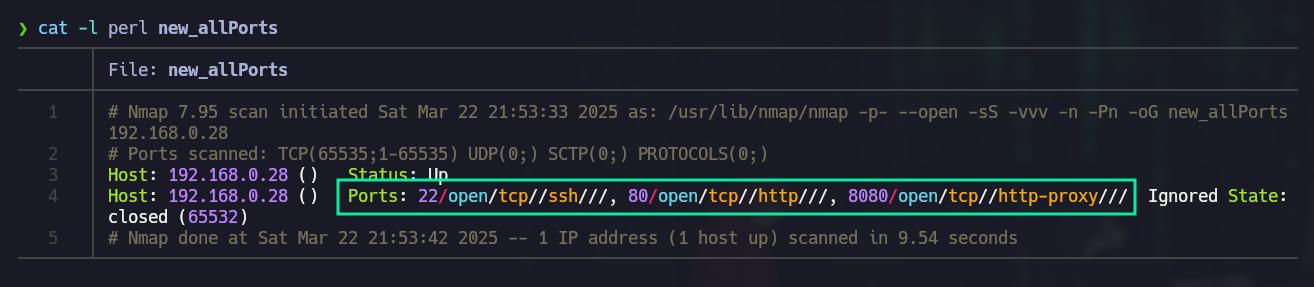 ❯ cat -l perl new_allPorts
File: new_allPorts
1 # Nmap 7.95 scan initiated Sat Mar 22 21:53:33 2025 as: /usr/lib/nmap/nmap -p- --open -sS -vvv -n -Pn -oG new_allPorts
192.168.0.28
2 # Ports scanned: TCP(65535;1-65535) UDP(0;) SCTP(0;) PROTOCOLS(0;)
3 Host: 192.168.0.28 () Status: Up
4 Host: 192.168.0.28 () Ports: 22/open/tcp//ssh///, 80/open/tcp//http///, 8080/open/tcp//http-proxy/// Ignored State:
closed (65532)
5 # Nmap done at Sat Mar 22 21:53:42 2025 -- 1 IP address (1 host up) scanned in 9.54 seconds